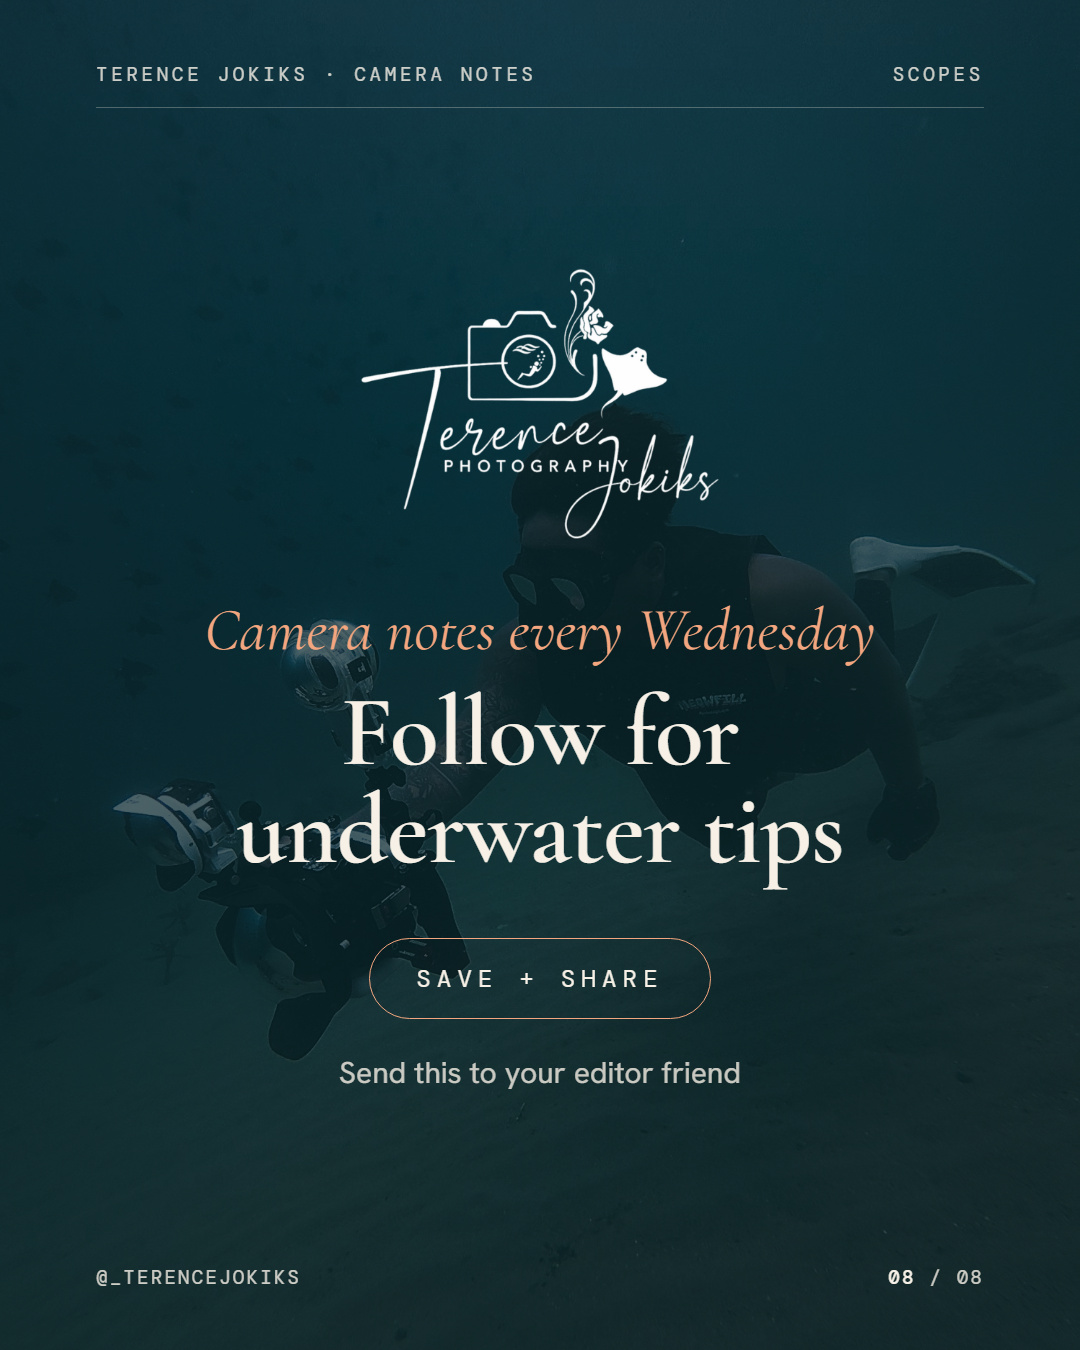 TERENCE JOKIKS · CAMERA NOTES
SCOPES
Terence
PHOTOGRAPHY
Jokiks
Camera notes every Wednesday
Follow for
underwater tips
SAVE + SHARE
Send this to your editor friend
@_TERENCEJOKIKS
08 / 08